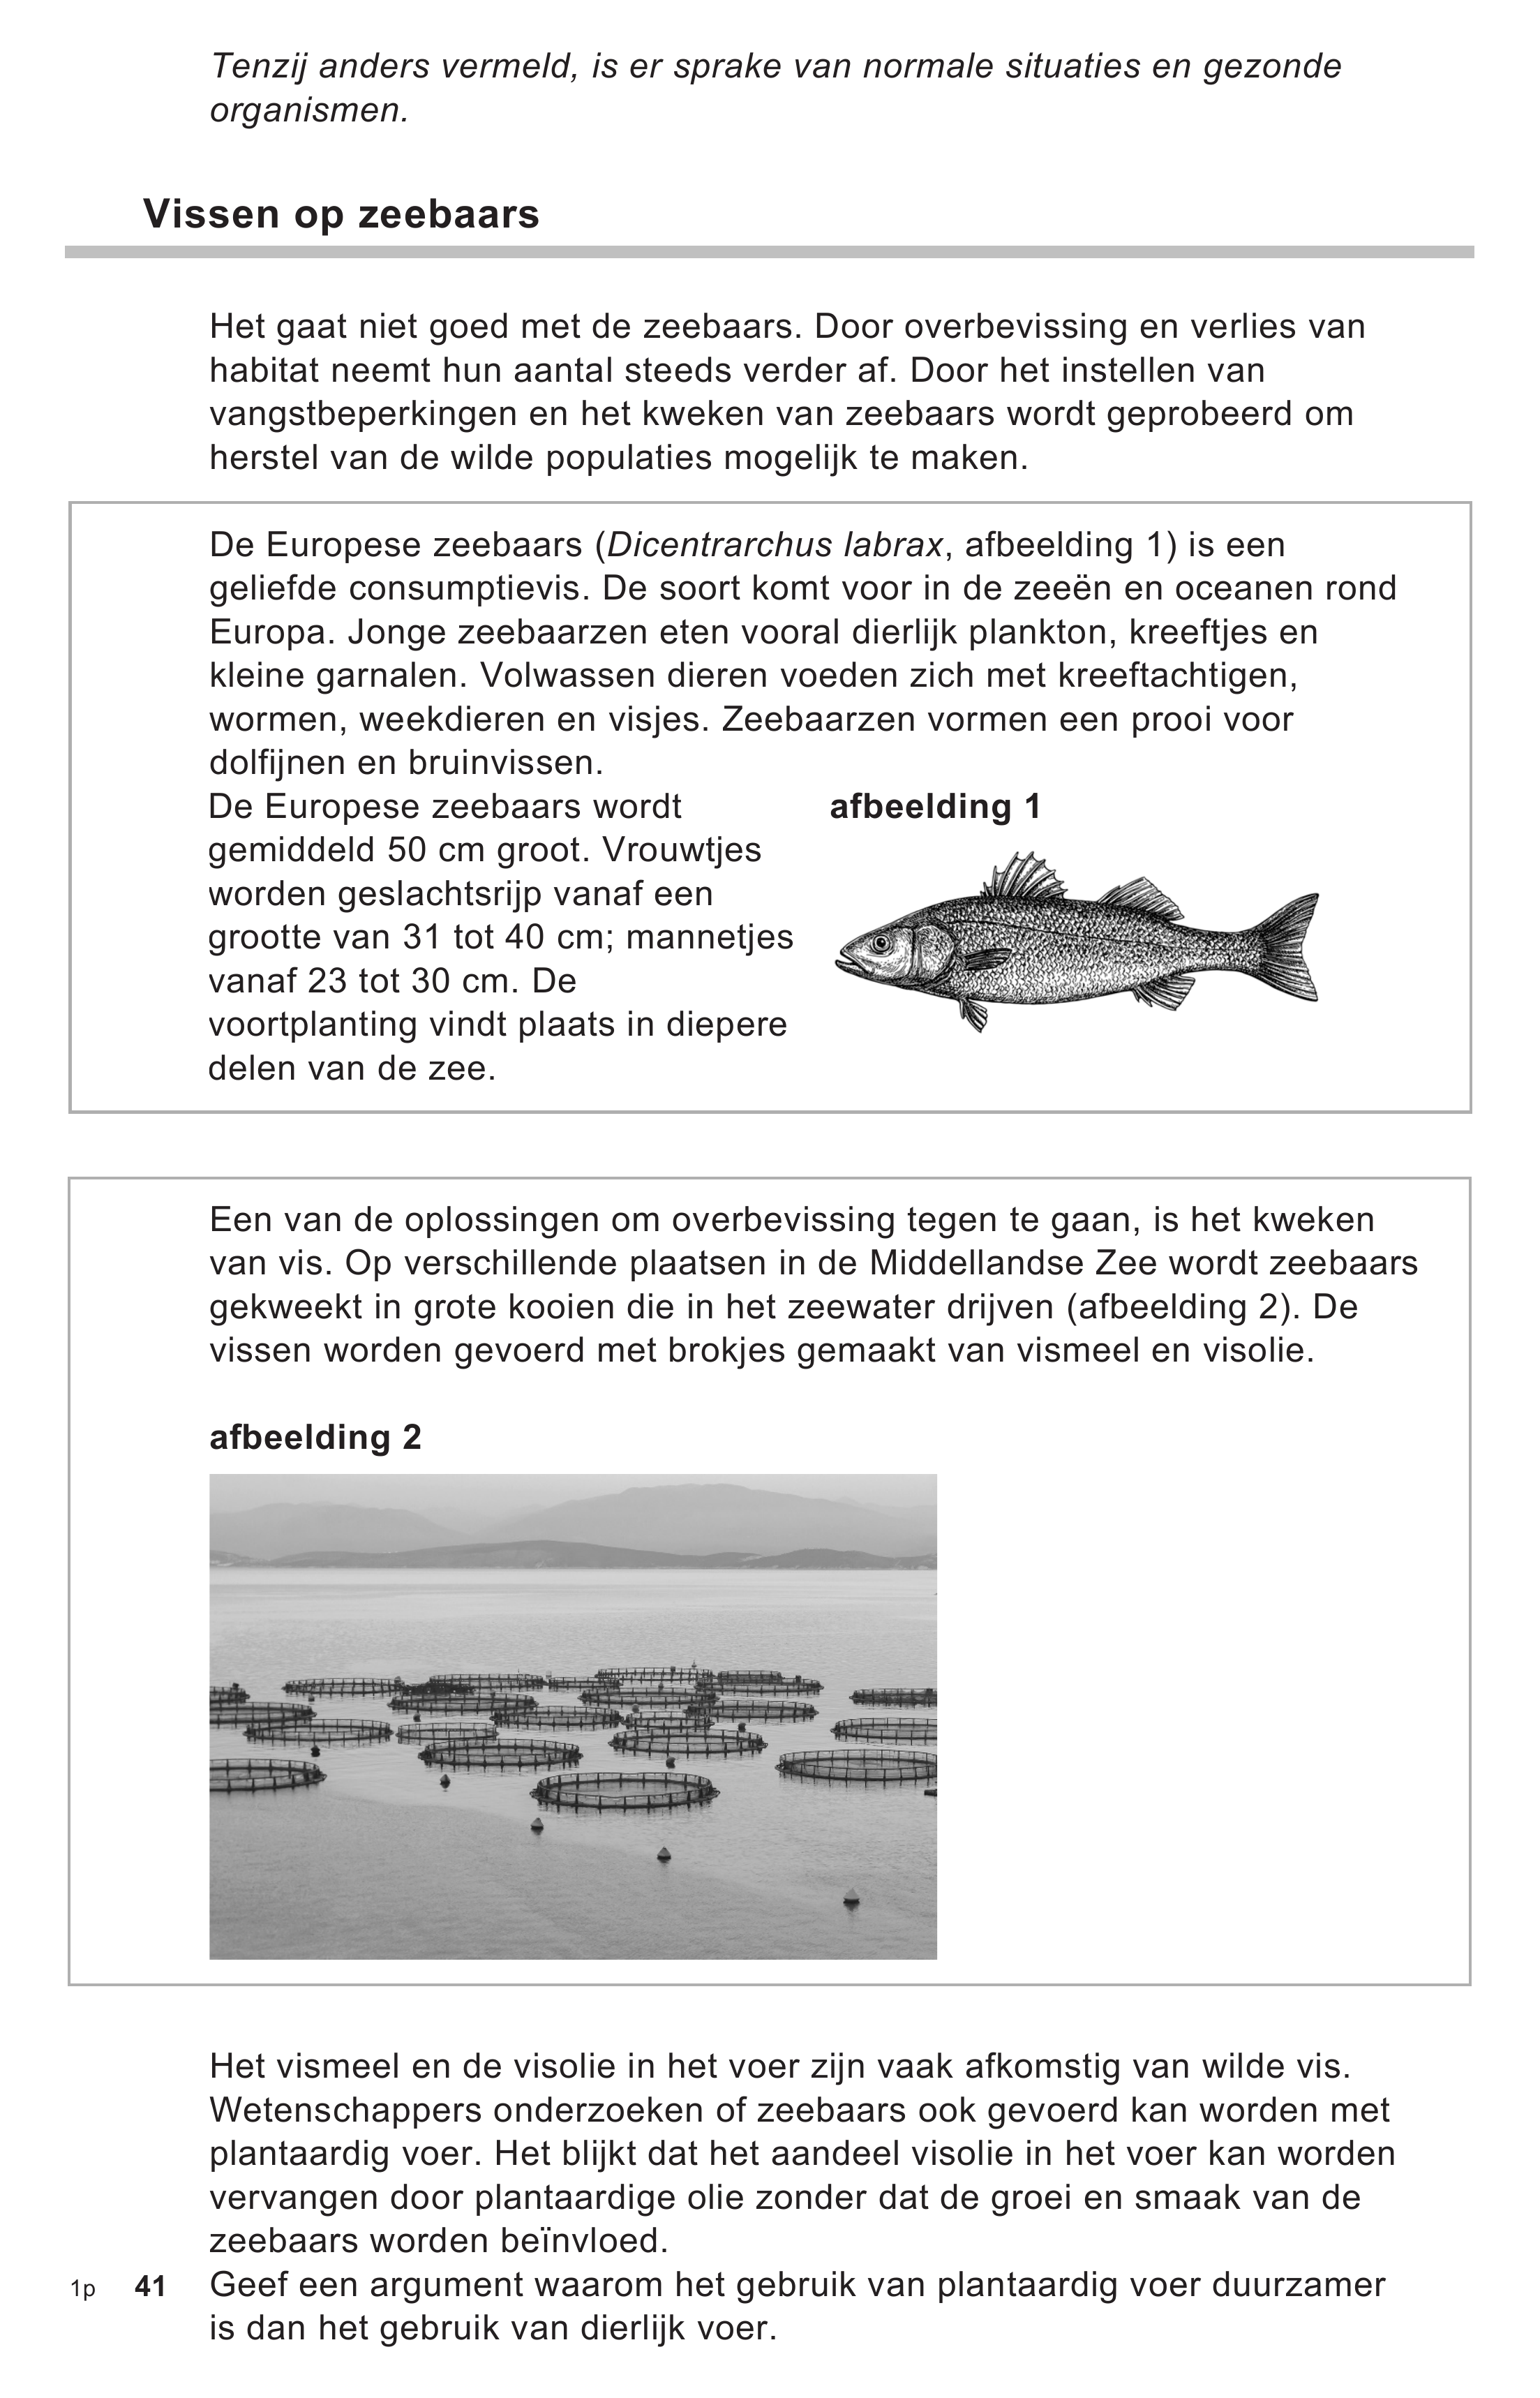 Tenzij anders vermeld, is er sprake van normale situaties en gezonde
organismen.
Vissen op zeebaars
Het gaat niet goed met de zeebaars. Door overbevissing en verlies van
habitat neemt hun aantal steeds verder af. Door het instellen van
vangstbeperkingen en het kweken van zeebaars wordt geprobeerd om
herstel van de wilde populaties mogelijk te maken.
De Europese zeebaars (Dicentrarchus labrax, afbeelding 1) is een
geliefde consumptievis. De soort komt voor in de zeeën en oceanen rond
Europa. Jonge zeebaarzen eten vooral dierlijk plankton, kreeftjes en
kleine garnalen. Volwassen dieren voeden zich met kreeftachtigen,
wormen, weekdieren en visjes. Zeebaarzen vormen een prooi voor
dolfijnen en bruinvissen.
De Europese zeebaars wordt
gemiddeld 50 cm groot. Vrouwtjes
worden geslachtsrijp vanaf een
grootte van 31 tot 40 cm; mannetjes
vanaf 23 tot 30 cm. De
voortplanting vindt plaats in diepere
delen van de zee.
afbeelding 1
Een van de oplossingen om overbevissing tegen te gaan, is het kweken
van vis. Op verschillende plaatsen in de Middellandse Zee wordt zeebaars
gekweekt in grote kooien die in het zeewater drijven (afbeelding 2). De
vissen worden gevoerd met brokjes gemaakt van vismeel en visolie.
afbeelding 2
Het vismeel en de visolie in het voer zijn vaak afkomstig van wilde vis.
Wetenschappers onderzoeken of zeebaars ook gevoerd kan worden met
plantaardig voer. Het blijkt dat het aandeel visolie in het voer kan worden
vervangen door plantaardige olie zonder dat de groei en smaak van de
zeebaars worden beïnvloed.
1p 41 Geef een argument waarom het gebruik van plantaardig voer duurzamer
is dan het gebruik van dierlijk voer.